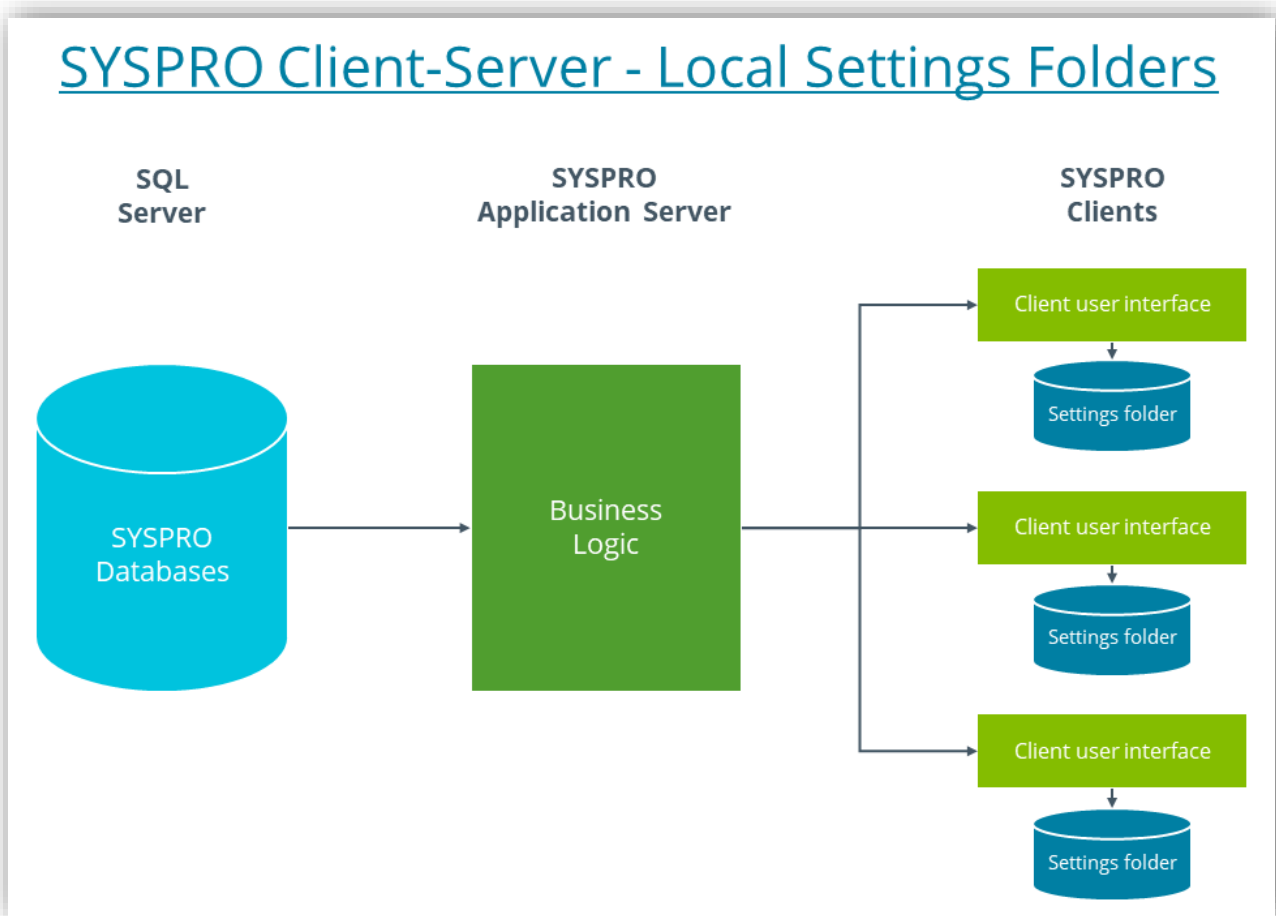 SYSPRO Client-Server - Local Settings Folders
SQL
Server
SYSPRO
Application Server
SYSPRO
Clients
SYSPRO
Databases
Business
Logic
Client user interface
Settings folder
Client user interface
Settings folder
Client user interface
Settings folder